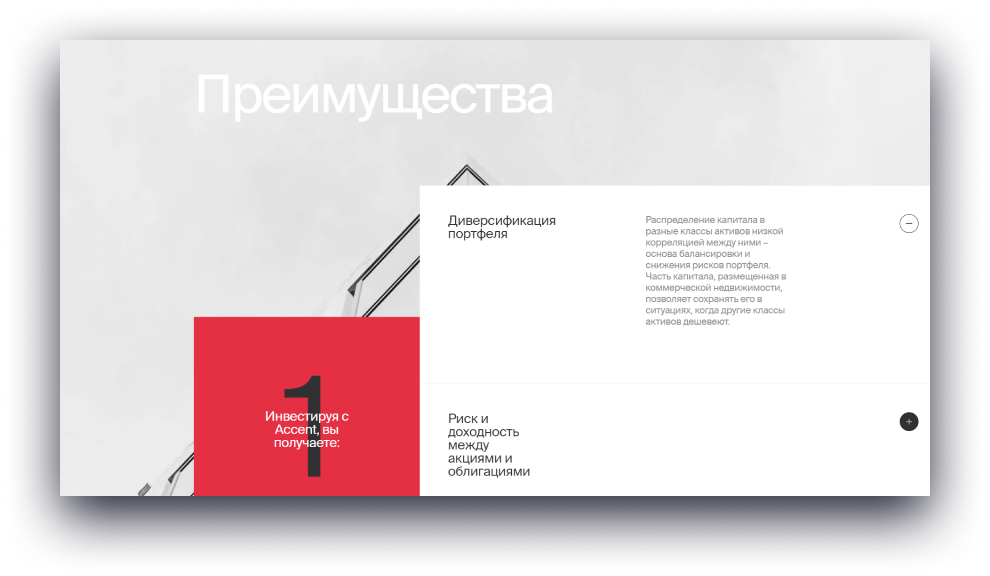 Преимущества
Диверсификация
портфеля
Распределение капитала в
разные классы активов низкой
корреляцией между ними –
основа балансировки и
снижения рисков портфеля.
Часть капитала, размещенная в
коммерческой недвижимости,
позволяет сохранять его в
ситуациях, когда другие классы
активов дешевеют.
1
Инвестируя с
Accent, вы
получаете:
Риск и
доходность
между
акциями и
облигациями